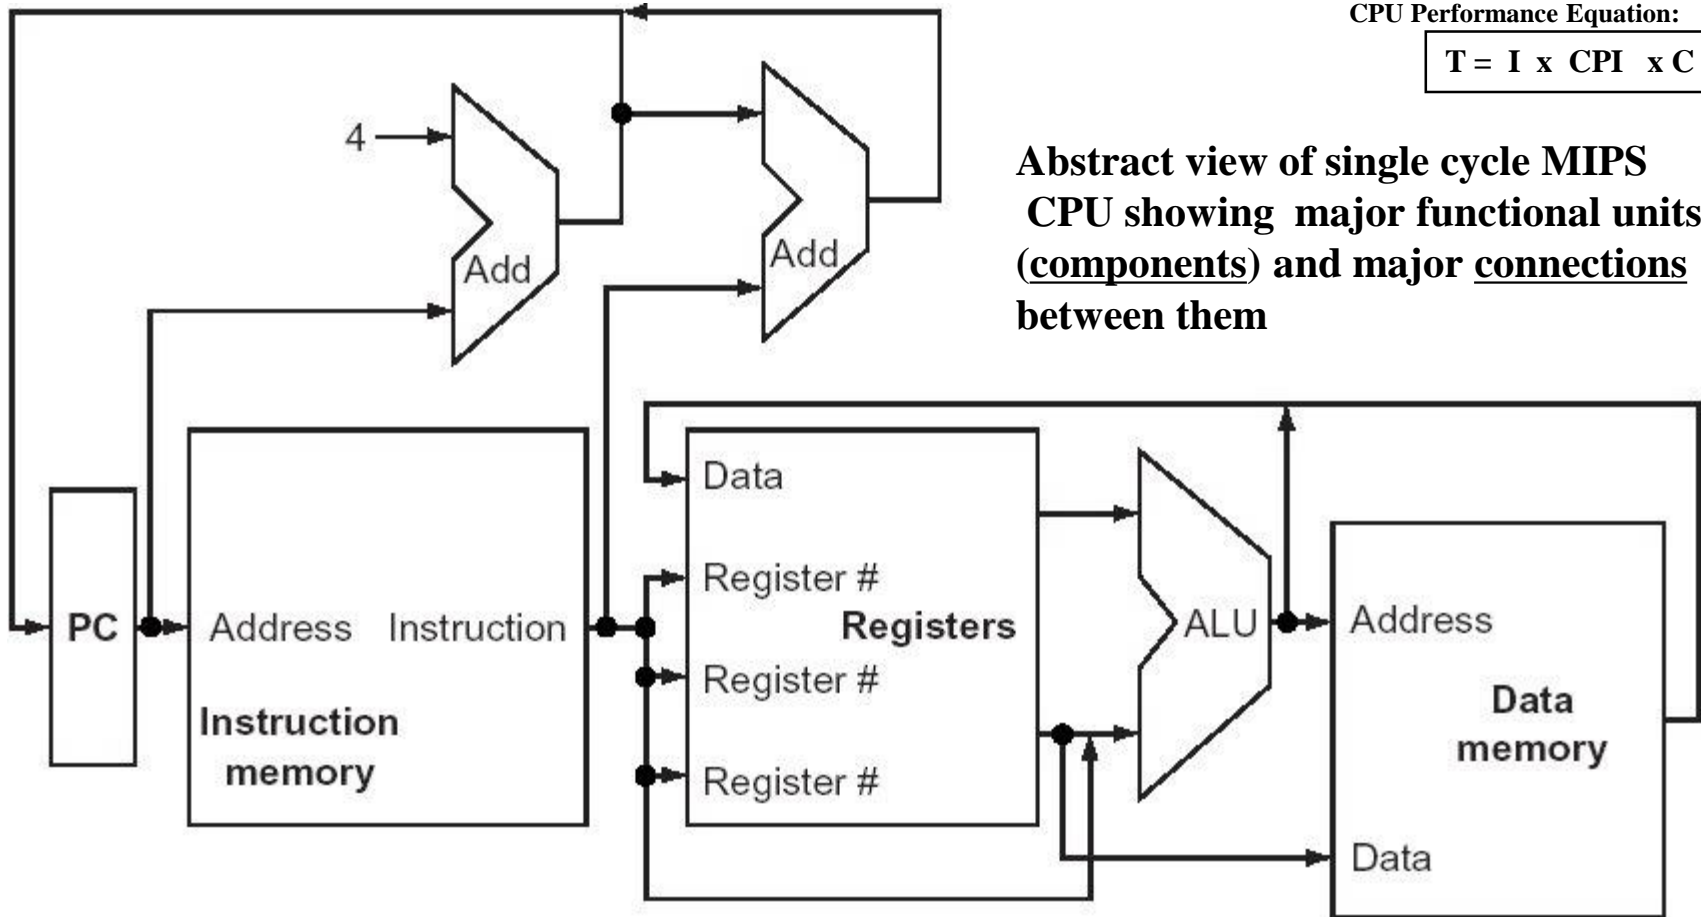 CPU Performance Equation:
T = I x CPI x C
4
Add
Add
Abstract view of single cycle MIPS
CPU showing major functional units
(components) and major connections
between them
Data
Register #
PC
Address
Instruction
Registers
ALU
Address
Register #
Instruction
memory
Data
memory
Register #
Data